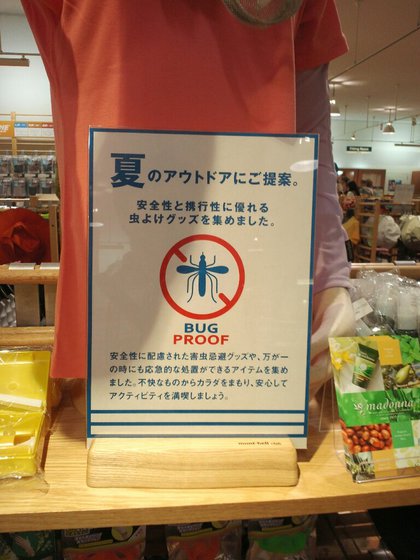 夏のアウトドアにご提案。
安全性と携行性に優れる
虫よけグッズを集めました。
BUG
PROOF
安全性に配慮された害虫忌避グッズや、万が一
の時にも応急的な処置ができるアイテムを集め
ました。不快なものからカラダをまもり、安心して
アクティビティを満喫しましょう。
mont-bell club
madonna
Fitting Room